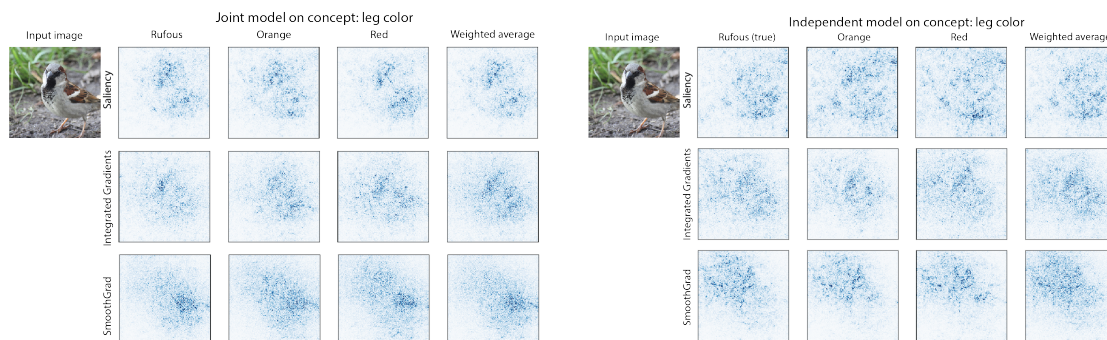 Joint model on concept: leg color
Input image
Rufous
Orange
Red
Weighted average
Saliency
Integrated Gradients
SmoothGrad
Independent model on concept: leg color
Input image
Rufous (true)
Orange
Red
Weighted average
Saliency
Integrated Gradients
SmoothGrad